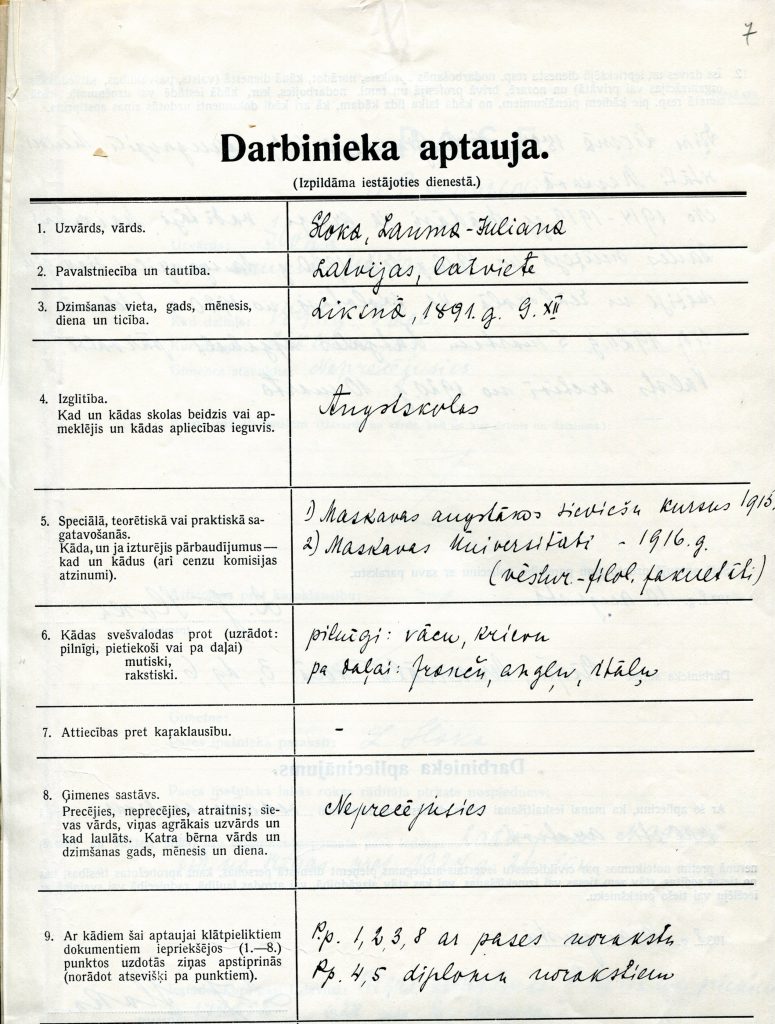 7
Darbinieka aptauja.
(Izpildāma iestājoties dienestā.)
1. Uzvārds, vārds.
Sloka, Lauma-Juliana
2. Pavalstniecība un tautība.
Latvijas, latviete
3. Dzimšanas vieta, gads, mēnesis,
diena un ticība.
Liepnā, 1891. g. 9. XII
4. Izglītība.
Kad un kādas skolas beidzis vai ap-
meklējis un kādas apliecības ieguvis.
Augstskolas
5. Speciālā, teorētiskā vai praktiskā sa-
gatavošanās.
Kāda, un ja izturējis pārbaudījumus—
kad un kādus (ari cenzu komisijas
atzinumi).
1) Maskavas augstākos sieviešu kursus 1915.
2) Maskavas Universitāti - 1916. g.
(vēstur.-filol. fakultāti)
6. Kādas svešvalodas prot (uzrādot:
pilnīgi, pietiekoši vai pa daļai)
mutiski,
rakstiski.
pilnīgi: vācu, krievu
pa daļai: franču, angļu, itāļu
7. Attiecības pret kaŗaklausību.
-
8. Ģimenes sastāvs.
Precējies, neprecējies, atraitnis; sie-
vas vārds, viņas agrākais uzvārds un
kad laulāts. Katra bērna vārds un
dzimšanas gads, mēnesis un diena.
Neprecējusies
9. Ar kādiem šai aptaujai klātpieliktiem
dokumentiem iepriekšējos (1.—8.)
punktos uzdotās ziņas apstiprinās
(norādot atsevišķi pa punktiem).
P.p. 1, 2, 3, 8 ar pases norakstu
P.p. 4, 5 diplomu norakstiem